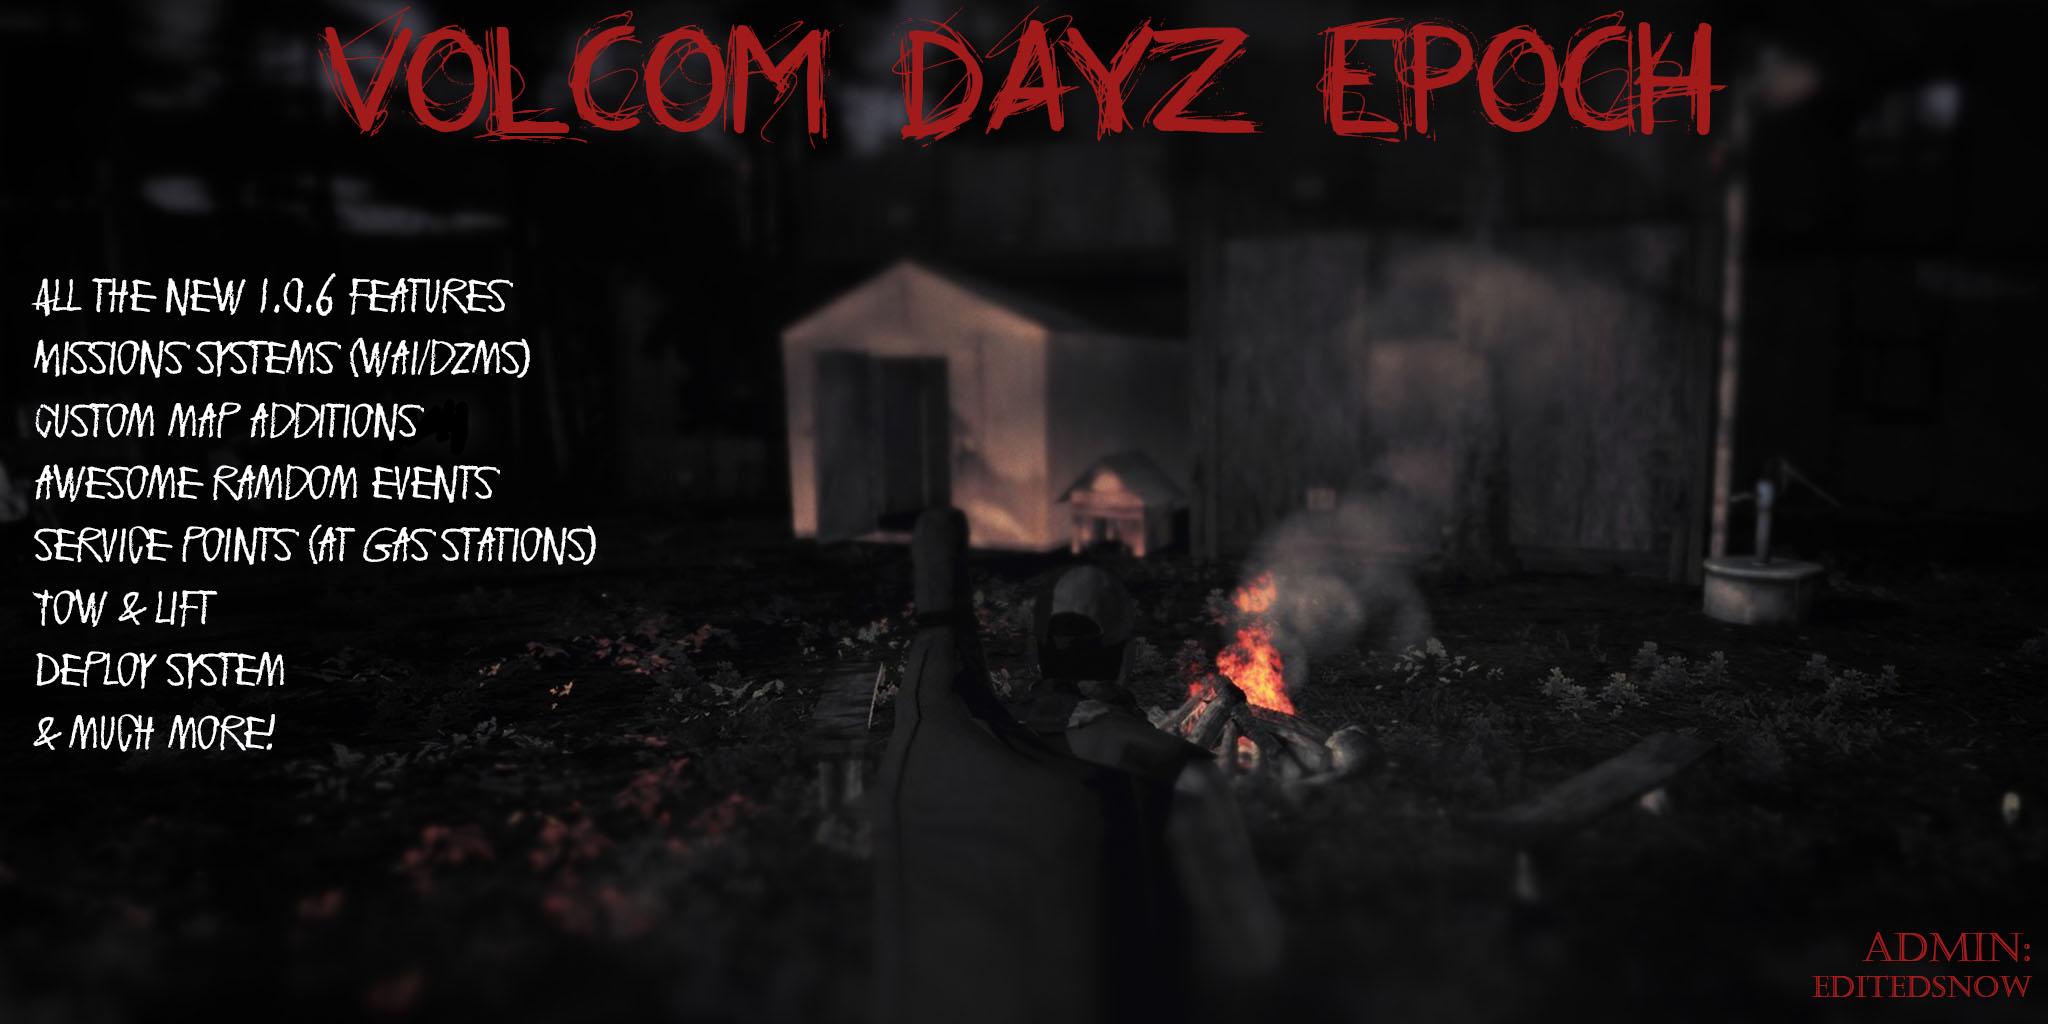 VOLCOM DAYZ EPOCH
ALL THE NEW 1.0.6 FEATURES
MISSIONS SYSTEMS (WAI/DZMS)
CUSTOM MAP ADDITIONS
AWESOME RAMDOM EVENTS
SERVICE POINTS (AT GAS STATIONS)
TOW & LIFT
DEPLOY SYSTEM
& MUCH MORE!
ADMIN:
EDITEDSNOW